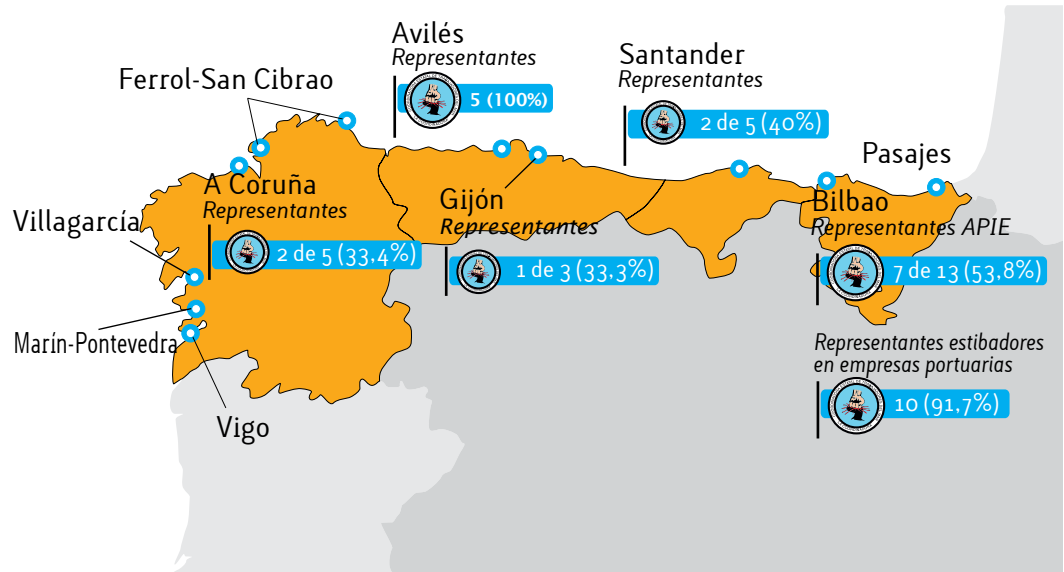 Avilés
Representantes
5 (100%)
Santander
Representantes
2 de 5 (40%)
Ferrol-San Cibrao
Pasajes
A Coruña
Representantes
2 de 5 (33,4%)
Gijón
Representantes
1 de 3 (33,3%)
Bilbao
Representantes APIE
7 de 13 (53,8%)
Villagarcía
Marín-Pontevedra
Vigo
Representantes estibadores
en empresas portuarias
10 (91,7%)